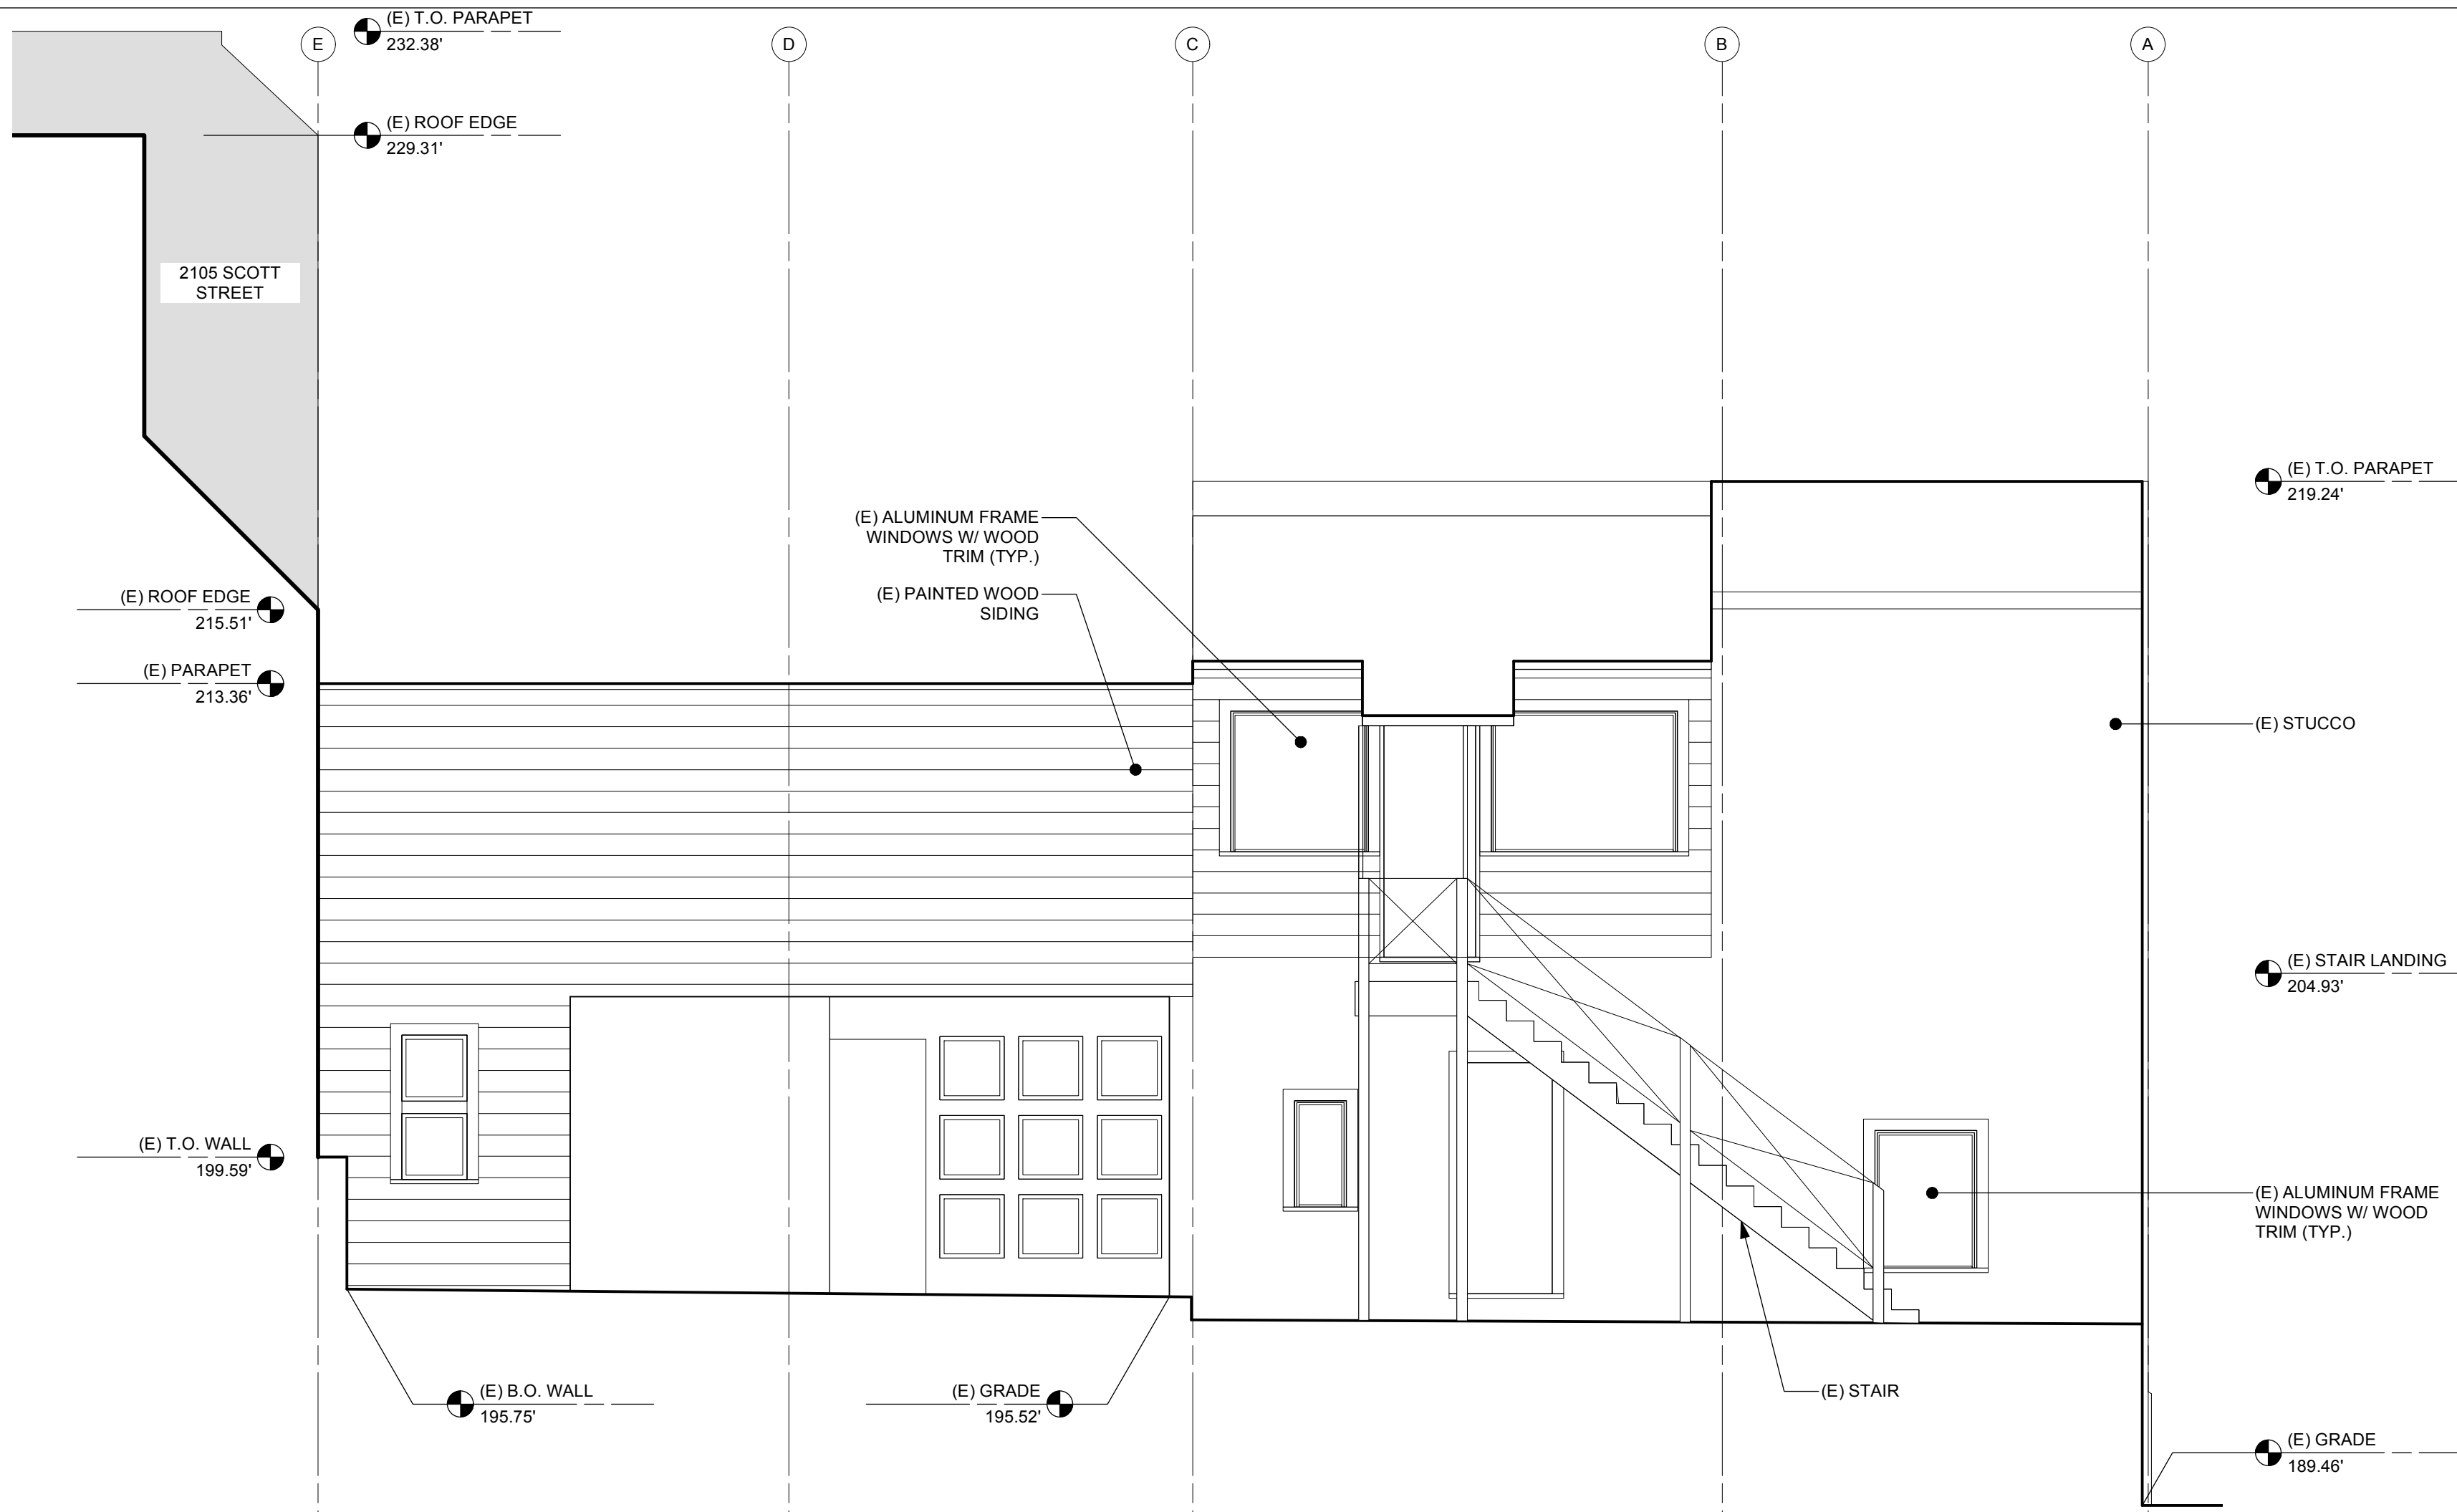 (E) T.O. PARAPET
232.38'
E
D
C
B
A
(E) ROOF EDGE
229.31'
2105 SCOTT
STREET
(E) T.O. PARAPET
219.24'
(E) ALUMINUM FRAME
WINDOWS W/ WOOD
TRIM (TYP.)
(E) PAINTED WOOD
SIDING
(E) ROOF EDGE
215.51'
(E) PARAPET
213.36'
(E) STUCCO
(E) STAIR LANDING
204.93'
(E) T.O. WALL
199.59'
(E) ALUMINUM FRAME
WINDOWS W/ WOOD
TRIM (TYP.)
(E) B.O. WALL
195.75'
(E) GRADE
195.52'
(E) STAIR
(E) GRADE
189.46'